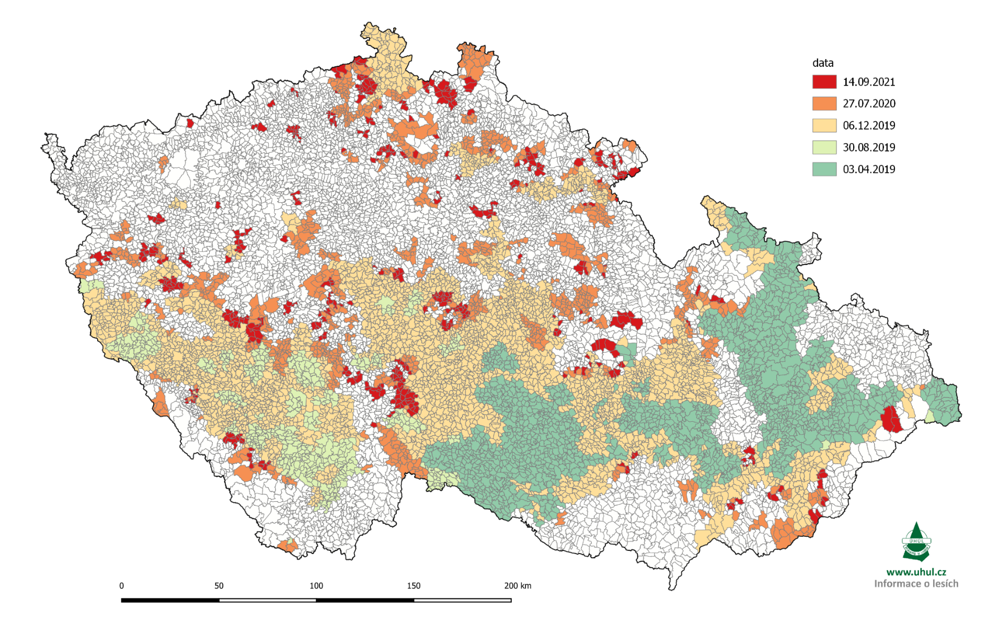 data
14.09.2021
27.07.2020
06.12.2019
30.08.2019
03.04.2019
ÚHÚL
www.uhul.cz
Informace o lesích
0 50 100 150 200 km